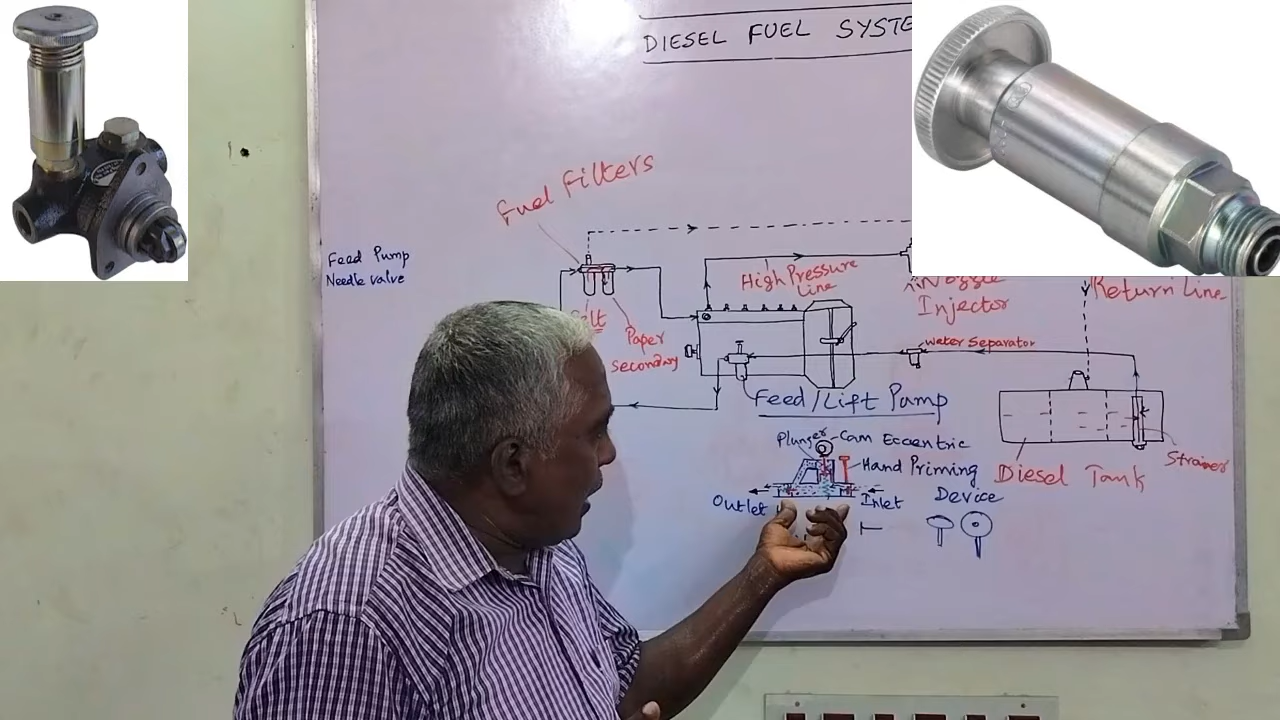 DIESEL FUEL SYSTE
Fuel Filters
Feed Pump
Needle valve
High Pressure
Line
Nozzle
Injector
Return Line
Paper
Secondary
water Separator
Feed/Lift Pump
Plunger
Cam Eccentric
Hand Priming
Device
Outlet
Inlet
Diesel Tank
Strainer